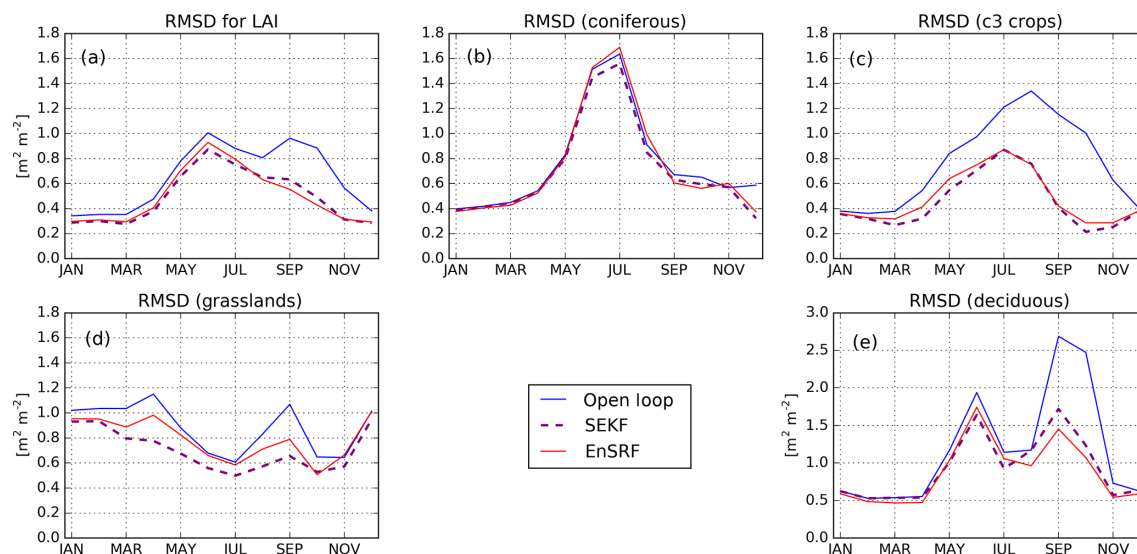 RMSD for LAI
(a)
[m² m⁻²]
1.8
1.6
1.4
1.2
1.0
0.8
0.6
0.4
0.2
0.0
JAN MAR MAY JUL SEP NOV
RMSD (coniferous)
(b)
1.8
1.6
1.4
1.2
1.0
0.8
0.6
0.4
0.2
0.0
JAN MAR MAY JUL SEP NOV
RMSD (c3 crops)
(c)
1.8
1.6
1.4
1.2
1.0
0.8
0.6
0.4
0.2
0.0
JAN MAR MAY JUL SEP NOV
RMSD (grasslands)
(d)
[m² m⁻²]
1.8
1.6
1.4
1.2
1.0
0.8
0.6
0.4
0.2
0.0
JAN MAR MAY JUL SEP NOV
Open loop
SEKF
EnSRF
RMSD (deciduous)
(e)
[m² m⁻²]
3.0
2.5
2.0
1.5
1.0
0.5
0.0
JAN MAR MAY JUL SEP NOV